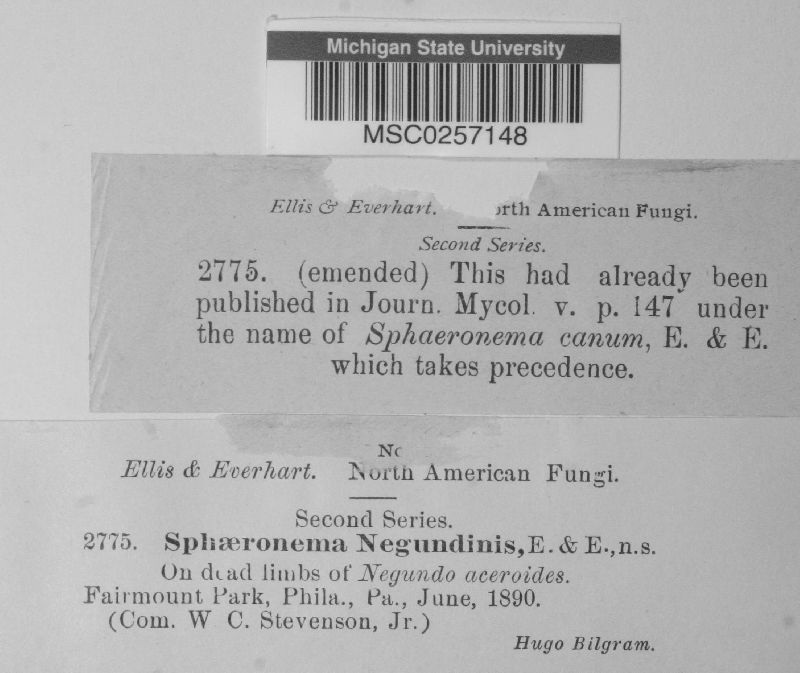 Michigan State University
MSC0257148
Ellis & Everhart. orth American Fungi.
Second Series.
2775. (emended) This had already been
published in Journ. Mycol. v. p. 147 under
the name of Sphaeronema canum, E. & E.
which takes precedence.
No
Ellis & Everhart. North American Fungi.
Second Series.
2775. Sphæronema Negundinis, E. & E., n.s.
On dead limbs of Negundo aceroides.
Fairmount Park, Phila., Pa., June, 1890.
(Com. W C. Stevenson, Jr.)
Hugo Bilgram.